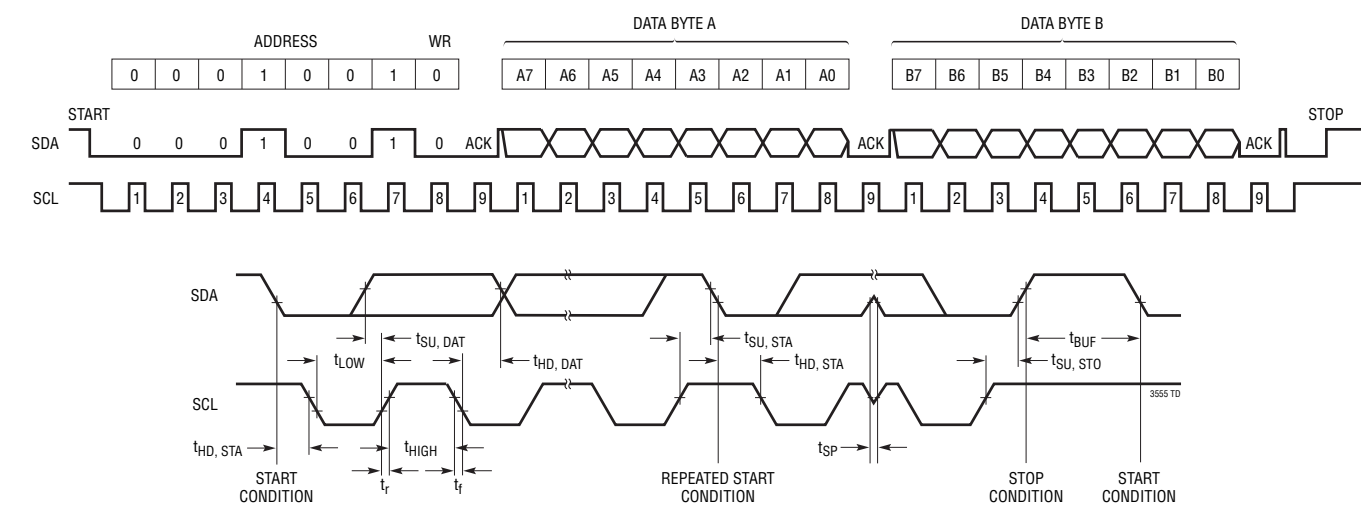 DATA BYTE A DATA BYTE B
ADDRESS WR
0 0 0 1 0 0 1 0 A7 A6 A5 A4 A3 A2 A1 A0 B7 B6 B5 B4 B3 B2 B1 B0
START STOP
SDA 0 0 0 1 0 0 1 0 ACK ACK ACK
SCL 1 2 3 4 5 6 7 8 9 1 2 3 4 5 6 7 8 9 1 2 3 4 5 6 7 8 9
SDA
tSU, DAT tSU, STA tBUF
tLOW tHD, DAT tHD, STA tSU, STO
SCL 3555 TD
tHD, STA tHIGH tSP
tr tf
START CONDITION REPEATED START CONDITION STOP CONDITION START CONDITION